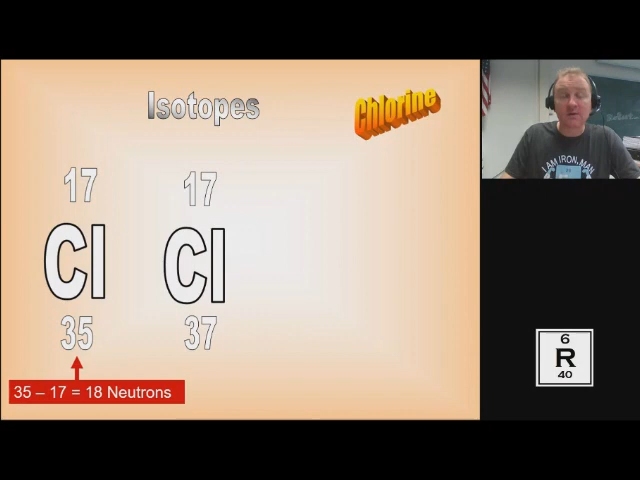 Isotopes
Chlorine
17 17
Cl Cl
35 37
35 – 17 = 18 Neutrons
I AM IRON, MAN
6
R
40